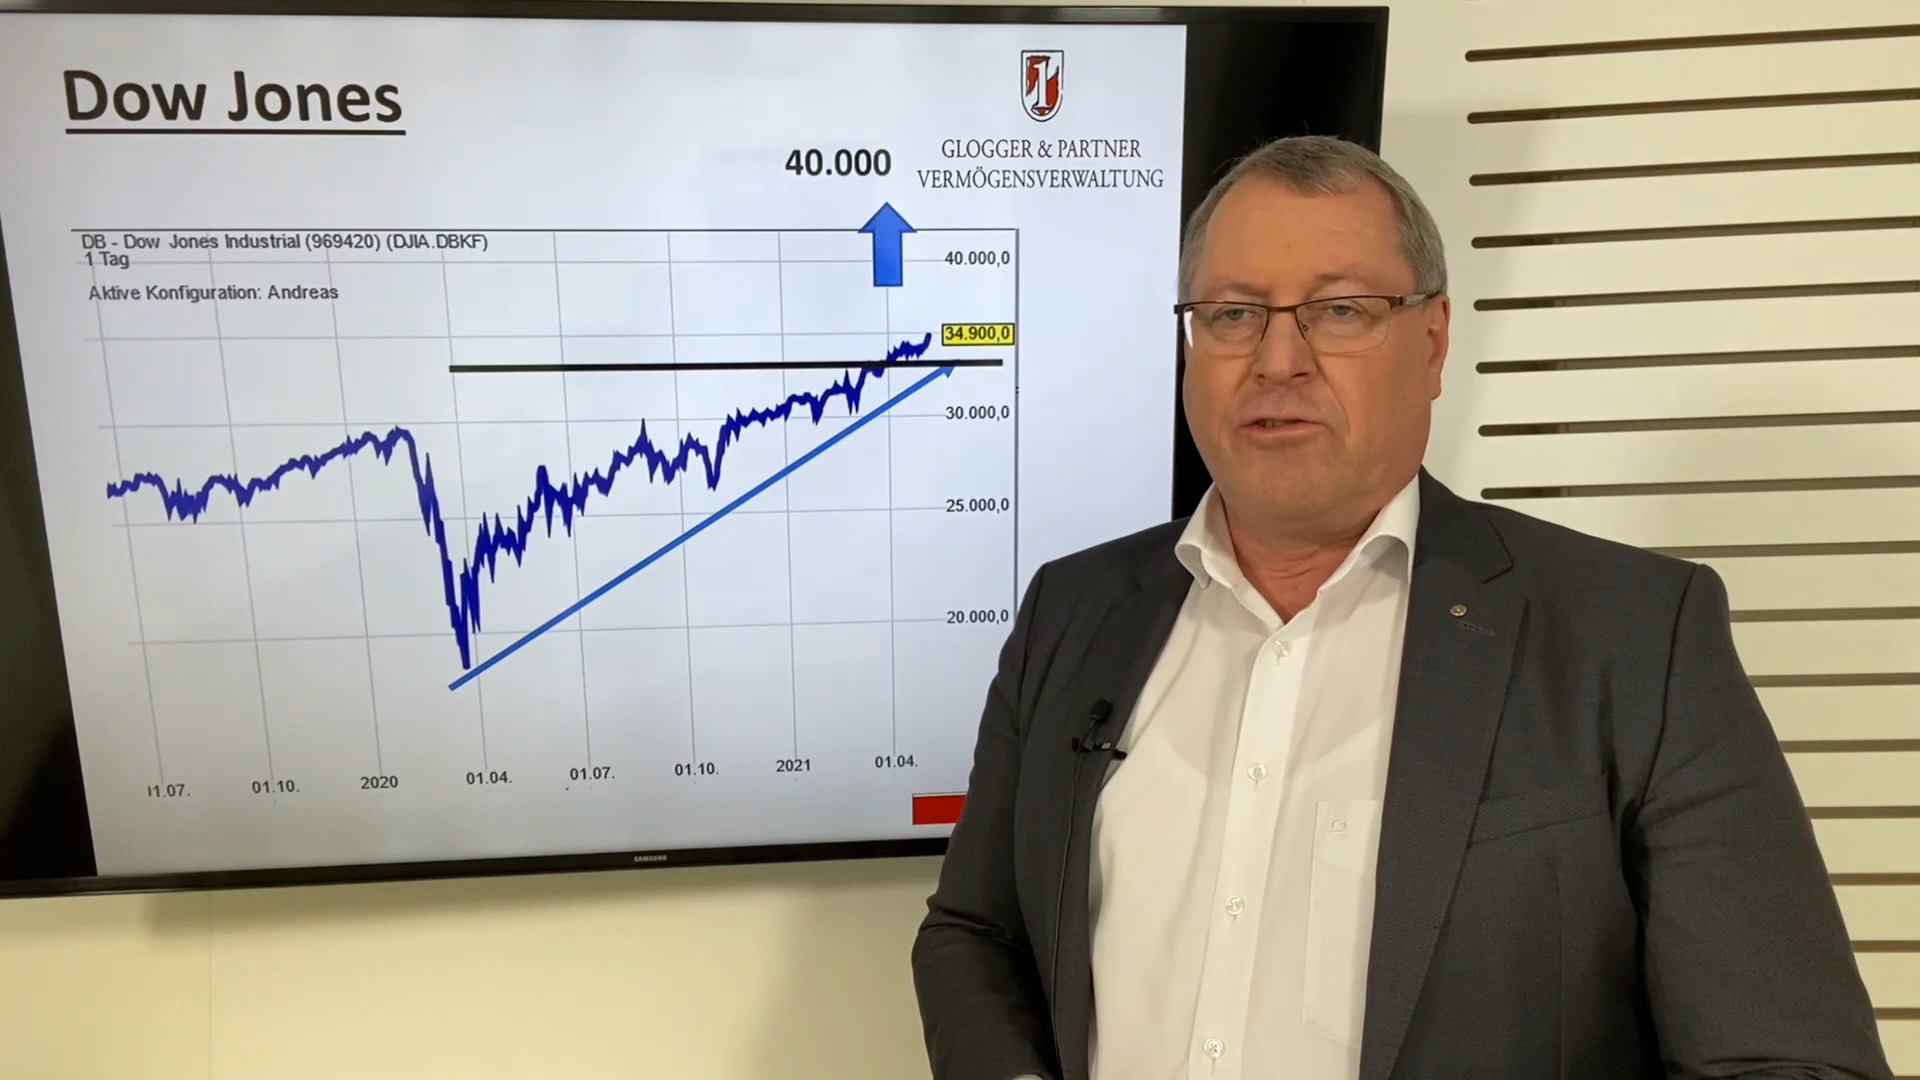 Dow Jones
1
GLOGGER & PARTNER
VERMÖGENSVERWALTUNG
40.000
DB - Dow Jones Industrial (969420) (DJIA.DBKF)
1 Tag
Aktive Konfiguration: Andreas
40.000,0
34.900,0
30.000,0
25.000,0
20.000,0
01.10.
2020
01.04.
01.07.
01.10.
2021
01.04.
SAMSUNG